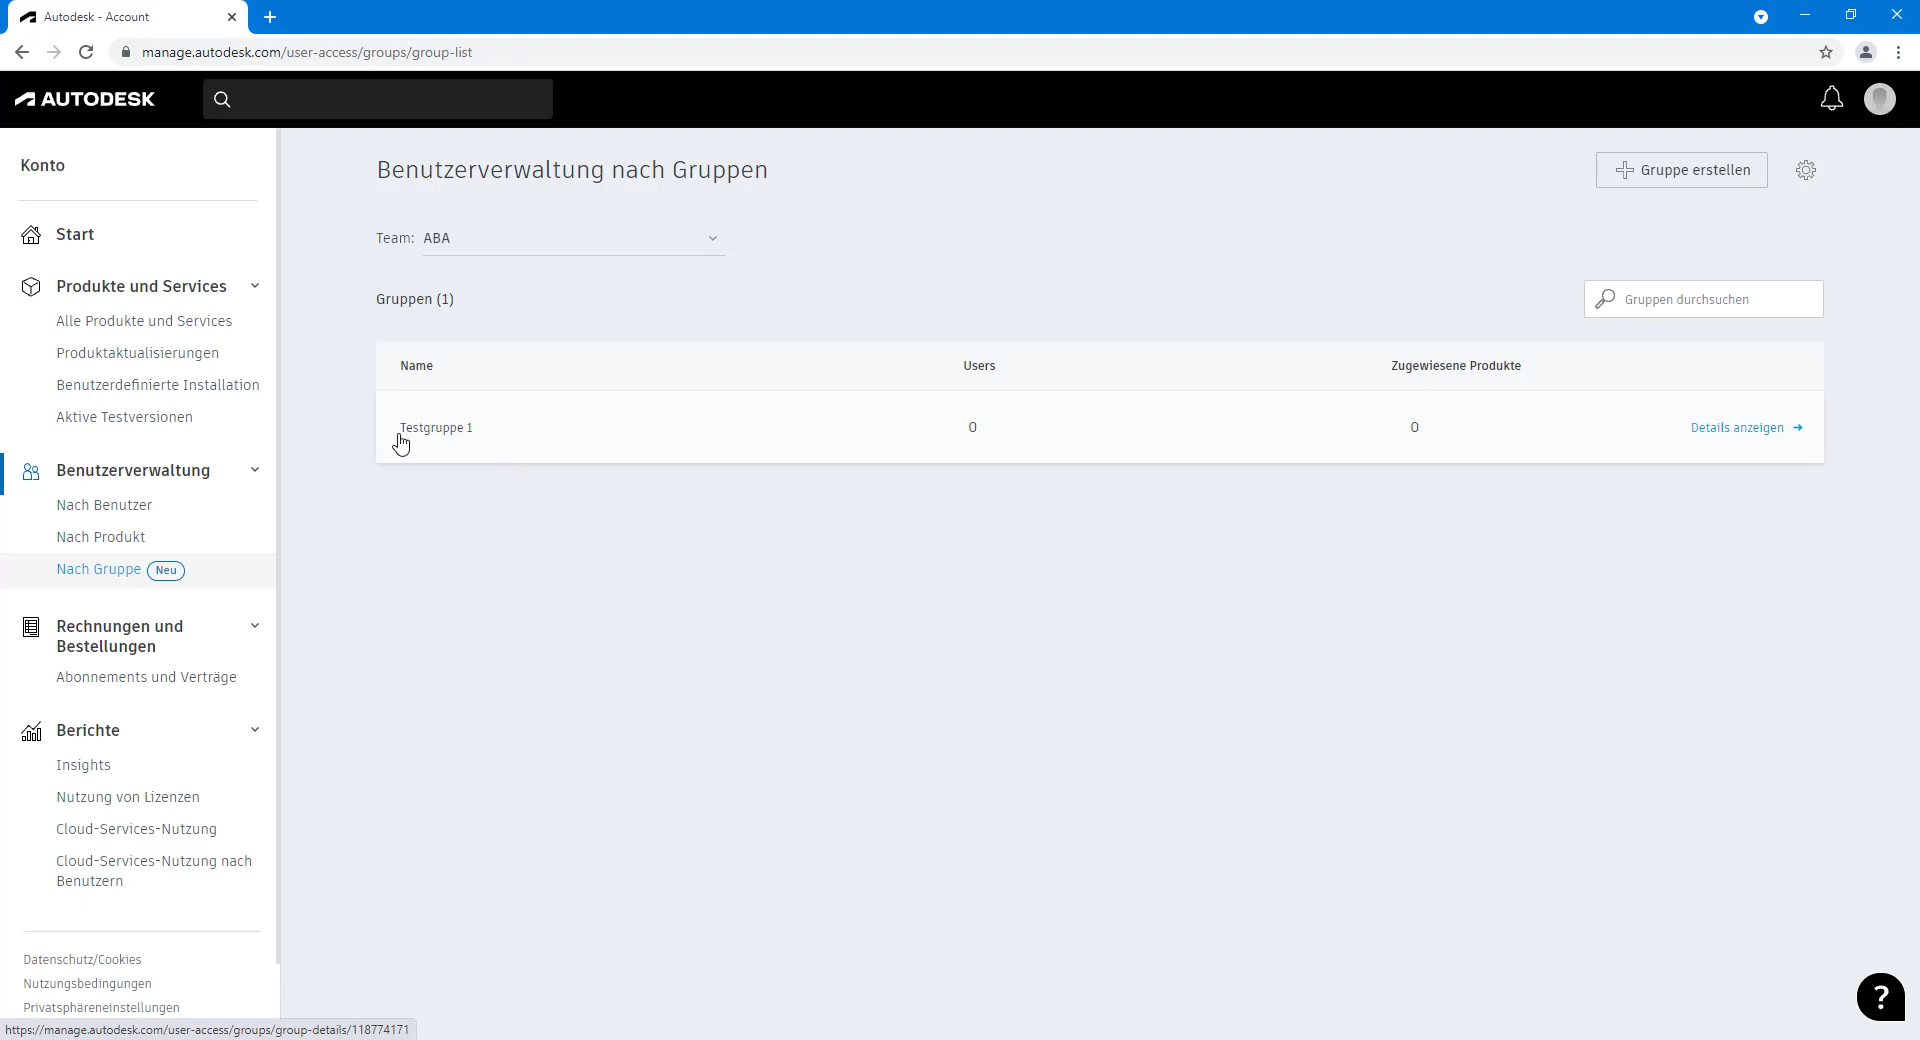 Autodesk - Account
manage.autodesk.com/user-access/groups/group-list
AUTODESK
Konto
Start
Produkte und Services
Alle Produkte und Services
Produktaktualisierungen
Benutzerdefinierte Installation
Aktive Testversionen
Benutzerverwaltung
Nach Benutzer
Nach Produkt
Nach Gruppe Neu
Rechnungen und
Bestellungen
Abonnements und Verträge
Berichte
Insights
Nutzung von Lizenzen
Cloud-Services-Nutzung
Cloud-Services-Nutzung nach
Benutzern
Datenschutz/Cookies
Nutzungsbedingungen
Privatsphäreneinstellungen
https://manage.autodesk.com/user-access/groups/group-details/118774171
Benutzerverwaltung nach Gruppen
Gruppe erstellen
Team: ABA
Gruppen (1)
Gruppen durchsuchen
Name Users Zugewiesene Produkte
Testgruppe 1 0 0 Details anzeigen →
?